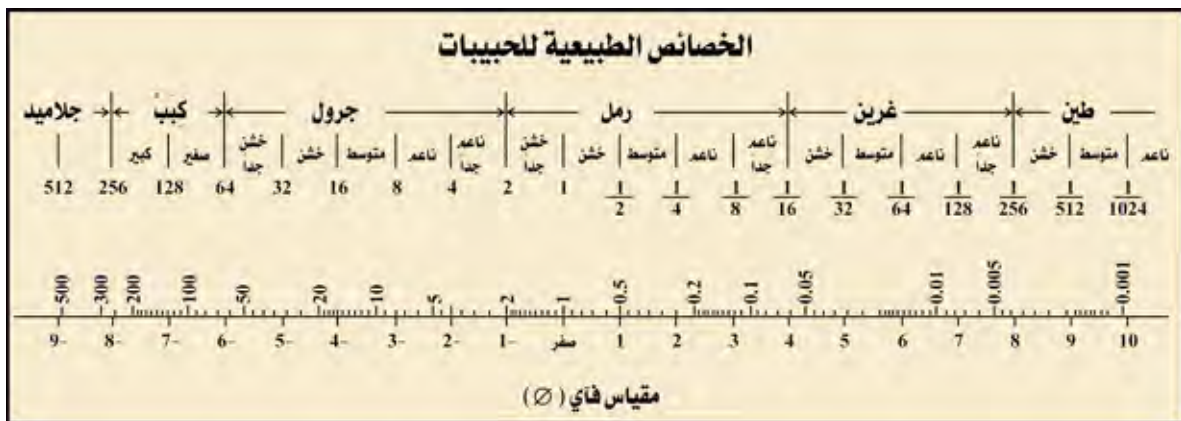 الخصائص الطبيعية للحبيبات
جلاميد كبب جرول رمل غرين طين
كبير صغير خشن جداً خشن متوسط ناعم ناعم جداً خشن جداً خشن متوسط ناعم ناعم جداً خشن متوسط ناعم ناعم جداً خشن متوسط ناعم
512 256 128 64 32 16 8 4 2 1 1/2 1/4 1/8 1/16 1/32 1/64 1/128 1/256 1/512 1/1024
500 300 200 100 50 20 10 5 2 1 0.5 0.2 0.1 0.05 0.01 0.005 0.001
9- 8- 7- 6- 5- 4- 3- 2- 1- صفر 1 2 3 4 5 6 7 8 9 10
مقياس فآي (∅)